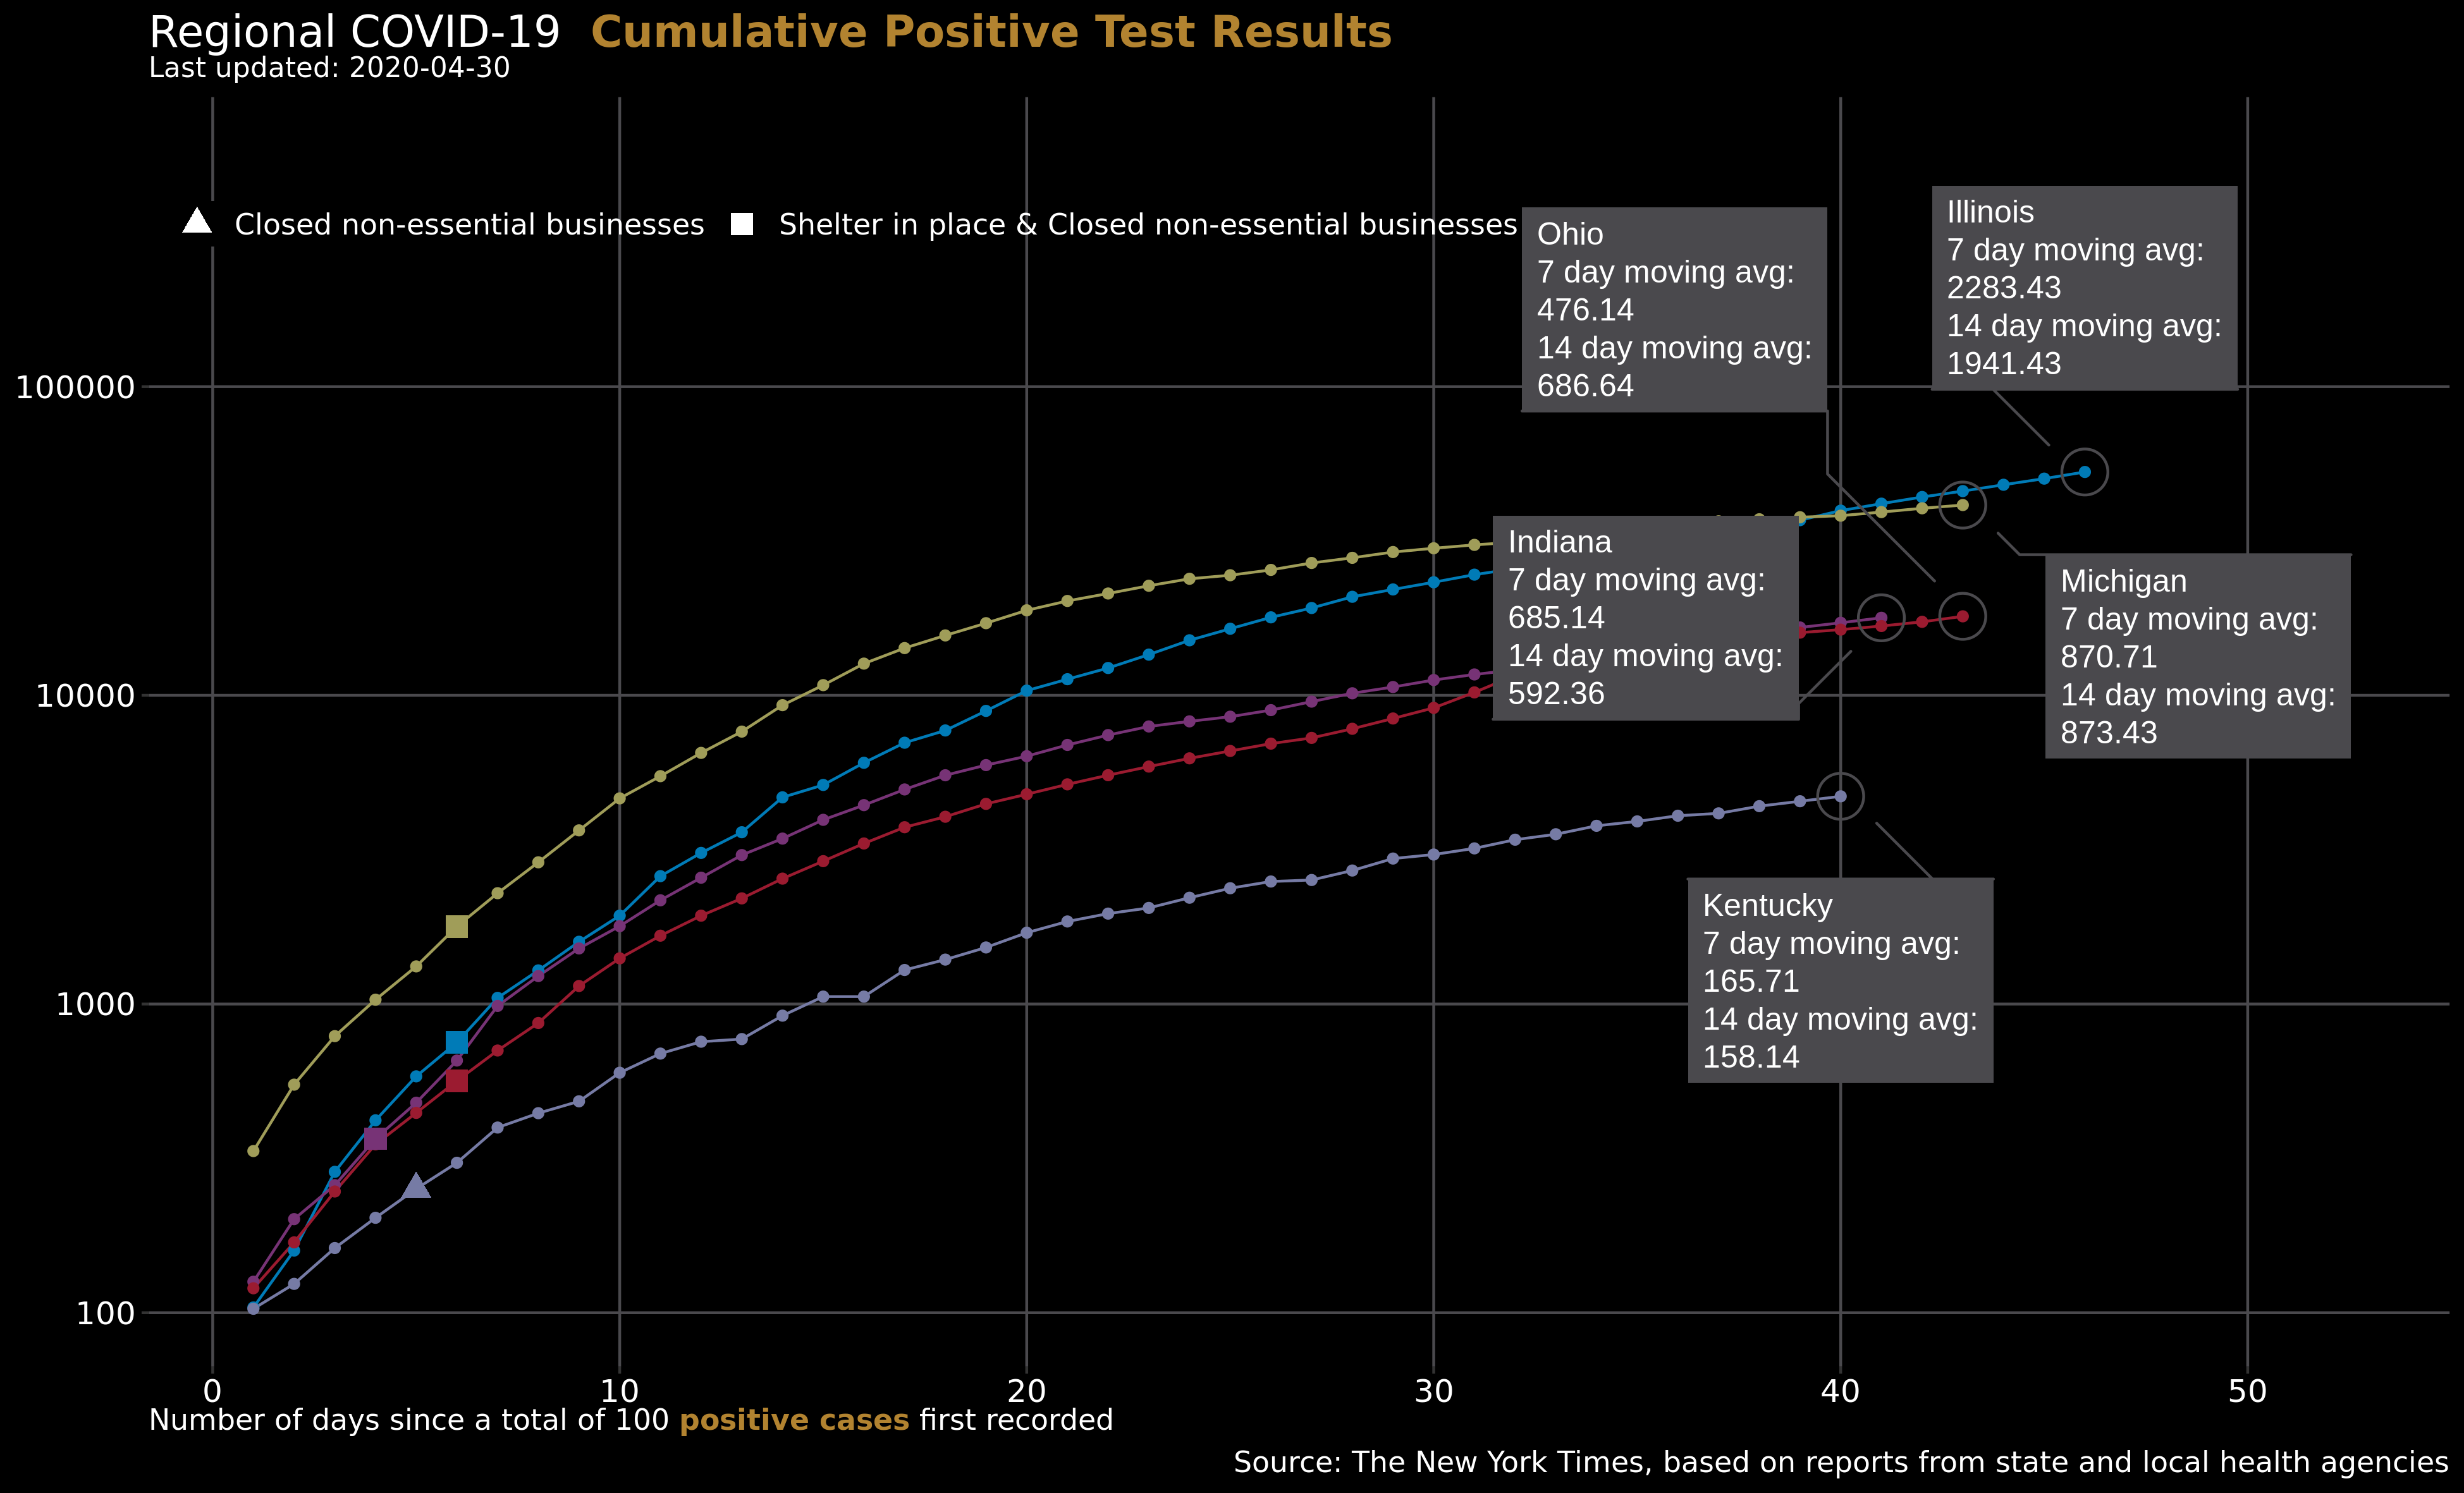 Regional COVID-19 Cumulative Positive Test Results
Last updated: 2020-04-30
Closed non-essential businesses
Shelter in place & Closed non-essential businesses
Ohio
7 day moving avg:
476.14
14 day moving avg:
686.64
Illinois
7 day moving avg:
2283.43
14 day moving avg:
1941.43
Indiana
7 day moving avg:
685.14
14 day moving avg:
592.36
Michigan
7 day moving avg:
870.71
14 day moving avg:
873.43
Kentucky
7 day moving avg:
165.71
14 day moving avg:
158.14
100000
10000
1000
100
0 10 20 30 40 50
Number of days since a total of 100 positive cases first recorded
Source: The New York Times, based on reports from state and local health agencies